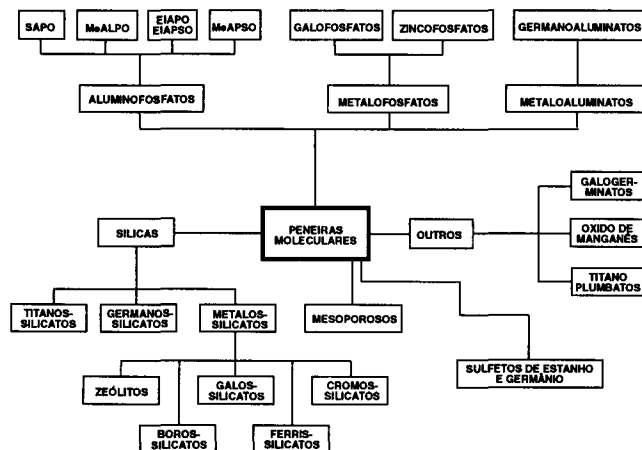 SAPO
MeALPO
EIAPO
EIAPSO
MeAPSO
GALOFOSFATOS
ZINCOFOSFATOS
GERMANOALUMINATOS
ALUMINOFOSFATOS
METALOFOSFATOS
METALOALUMINATOS
GALOGER-
MINATOS
SILICAS
PENEIRAS
MOLECULARES
OUTROS
OXIDO DE
MANGANÊS
TITANO
PLUMBATOS
TITANOS-
SILICATOS
GERMANOS-
SILICATOS
METALOS-
SILICATOS
MESOPOROSOS
SULFETOS DE ESTANHO
E GERMÂNIO
ZEÓLITOS
GALOS-
SILICATOS
CROMOS-
SILICATOS
BOROS-
SILICATOS
FERRIS-
SILICATOS